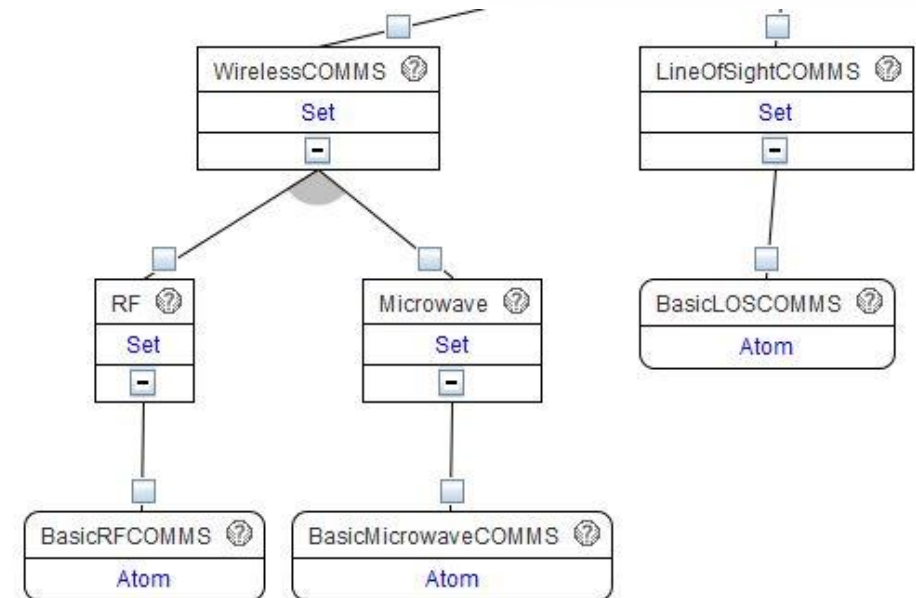 WirelessCOMMS ?
Set
LineOfSightCOMMS ?
Set
RF ?
Set
Microwave ?
Set
BasicLOSCOMMS ?
Atom
BasicRFCOMMS ?
Atom
BasicMicrowaveCOMMS ?
Atom